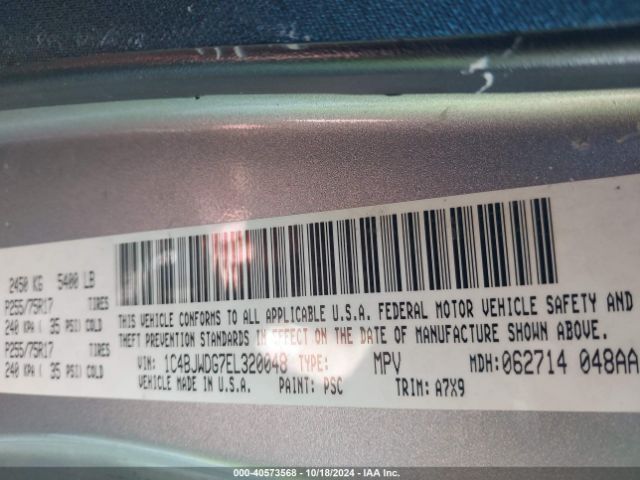 2450 KG 5400 LB
P255/75R17 TIRES
240 KPA ( 35 PSI) COLD
P255/75R17 TIRES
240 KPA ( 35 PSI) COLD
THIS VEHICLE CONFORMS TO ALL APPLICABLE U.S.A. FEDERAL MOTOR VEHICLE SAFETY AND
THEFT PREVENTION STANDARDS IN EFFECT ON THE DATE OF MANUFACTURE SHOWN ABOVE.
VIN: 1C4BJWDG7EL320048 TYPE: MPV MDH: 062714 048AA
VEHICLE MADE IN U.S.A. PAINT: PSC TRIM: A7X9
000-40573568 | 10/18/2024 | IAA Inc.